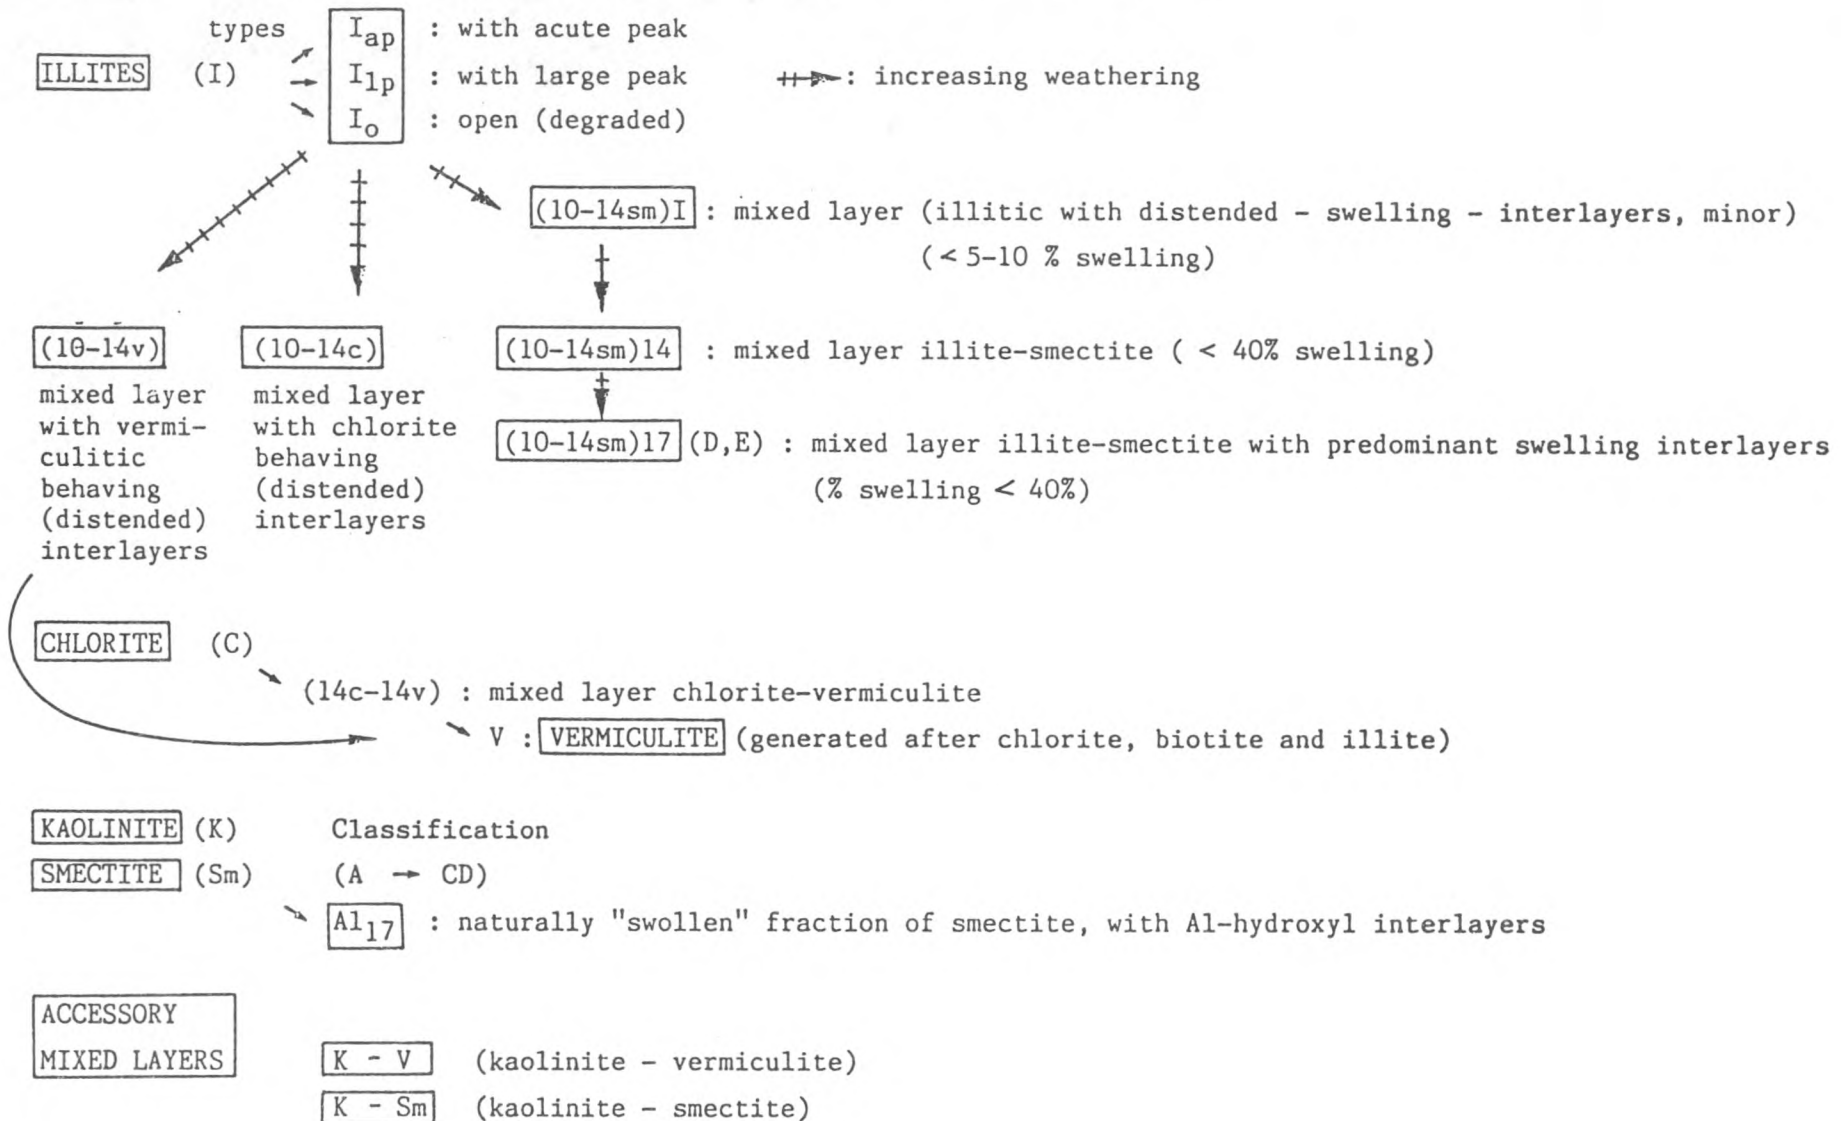 types
I_ap : with acute peak
ILLITES (I) I_lp : with large peak : increasing weathering
I_o : open (degraded)
(10-14sm)I : mixed layer (illitic with distended - swelling - interlayers, minor)
(< 5-10 % swelling)
(10-14v) (10-14c) (10-14sm)14 : mixed layer illite-smectite ( < 40% swelling)
mixed layer
with vermi-
culitic
behaving
(distended)
interlayers
mixed layer
with chlorite
behaving
(distended)
interlayers
(10-14sm)17 (D,E) : mixed layer illite-smectite with predominant swelling interlayers
(% swelling < 40%)
CHLORITE (C)
(14c-14v) : mixed layer chlorite-vermiculite
V : VERMICULITE (generated after chlorite, biotite and illite)
KAOLINITE (K) Classification
SMECTITE (Sm) (A → CD)
Al_17 : naturally "swollen" fraction of smectite, with Al-hydroxyl interlayers
ACCESSORY
MIXED LAYERS K - V (kaolinite - vermiculite)
K - Sm (kaolinite - smectite)